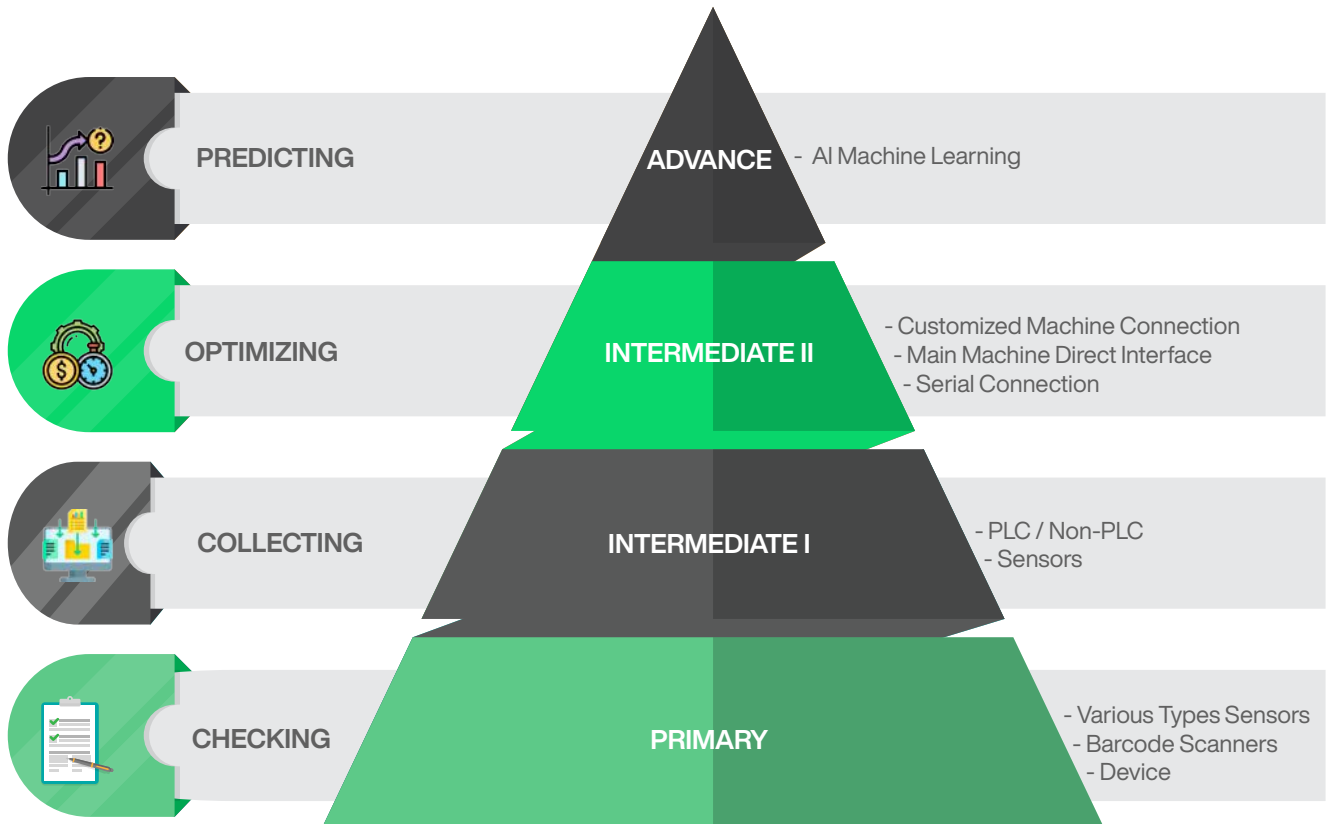 PREDICTING
ADVANCE
- AI Machine Learning
OPTIMIZING
INTERMEDIATE II
- Customized Machine Connection
- Main Machine Direct Interface
- Serial Connection
COLLECTING
INTERMEDIATE I
- PLC / Non-PLC
- Sensors
CHECKING
PRIMARY
- Various Types Sensors
- Barcode Scanners
- Device